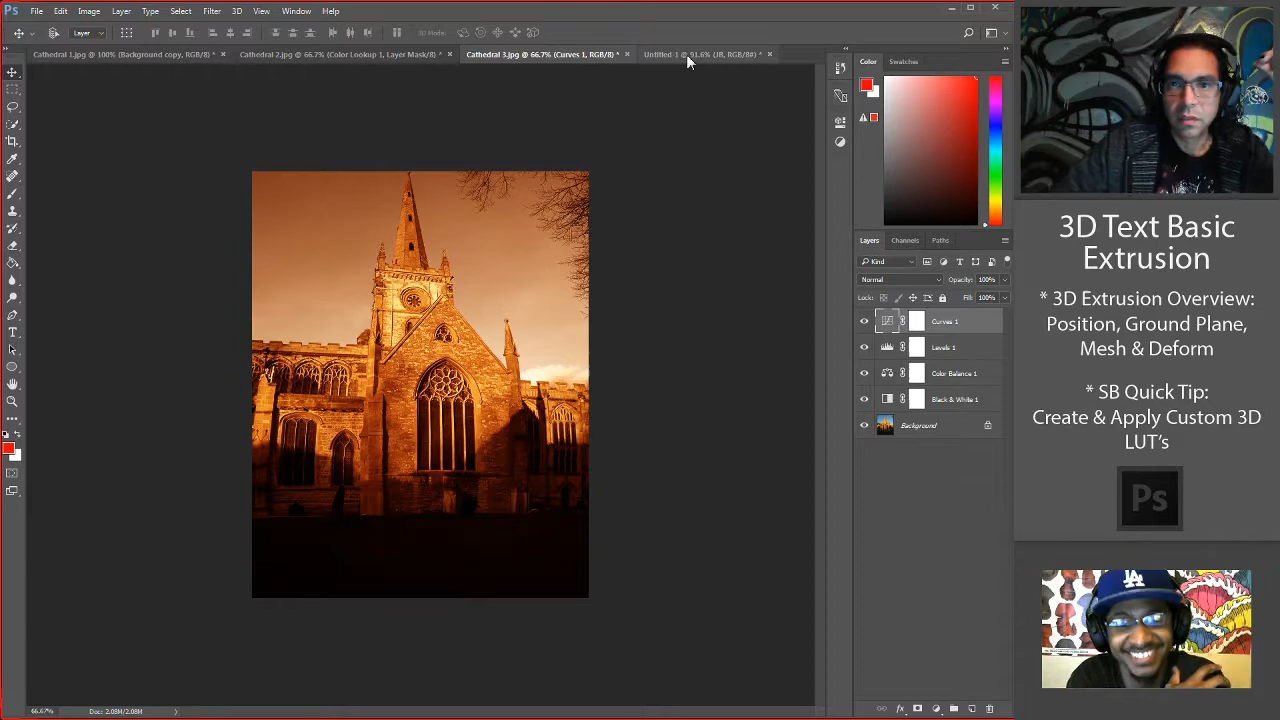 Ps File Edit Image Layer Type Select Filter 3D View Window Help
Layer 3D Mode:
Cathedral 1.jpg @ 100% (Background copy, RGB/8) * × Cathedral 2.jpg @ 66.7% (Color Lookup 1, Layer Mask/8) * × Cathedral 3.jpg @ 66.7% (Curves 1, RGB/8) * × Untitled-1 @ 91.6% (JB, RGB/8#) * ×
Color Swatches
Layers Channels Paths
Kind
Normal Opacity: 100%
Lock: Fill: 100%
Curves 1
Levels 1
Color Balance 1
Black & White 1
Background
66.67% Doc: 2.08M/2.08M
3D Text Basic
Extrusion
* 3D Extrusion Overview:
Position, Ground Plane,
Mesh & Deform
* SB Quick Tip:
Create & Apply Custom 3D
LUT's
Ps
LA